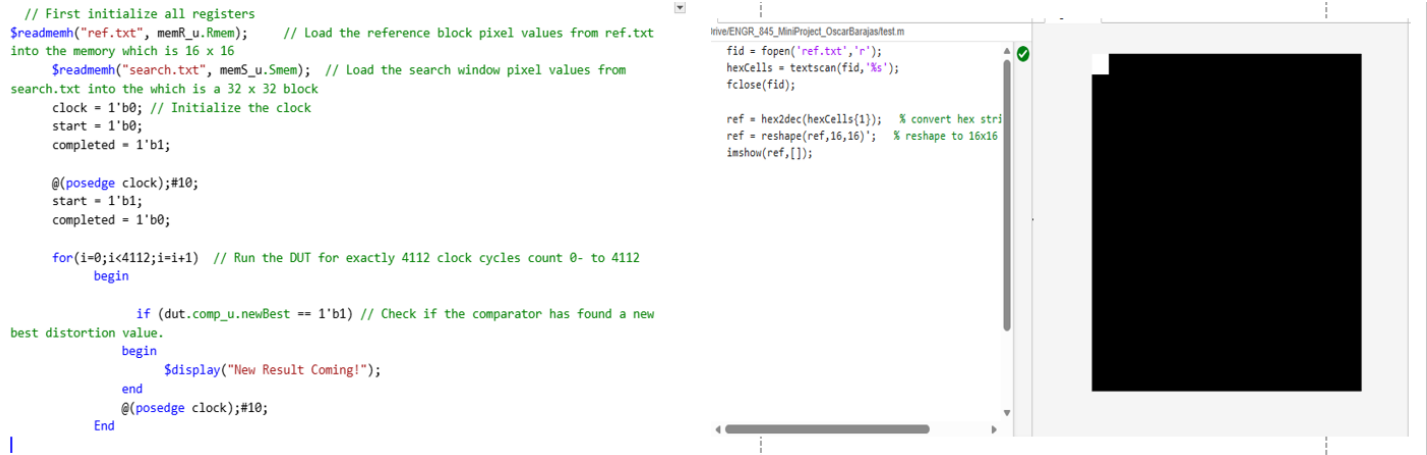 // First initialize all registers
$readmemh("ref.txt", memR_u.Rmem);     // Load the reference block pixel values from ref.txt
into the memory which is 16 x 16
$readmemh("search.txt", memS_u.Smem);  // Load the search window pixel values from
search.txt into the which is a 32 x 32 block
clock = 1'b0; // Initialize the clock
start = 1'b0;
completed = 1'b1;
@(posedge clock);#10;
start = 1'b1;
completed = 1'b0;
for(i=0;i<4112;i=i+1)  // Run the DUT for exactly 4112 clock cycles count 0- to 4112
begin
if (dut.comp_u.newBest == 1'b1) // Check if the comparator has found a new
best distortion value.
begin
$display("New Result Coming!");
end
@(posedge clock);#10;
End
rive/ENGR_845_MiniProject_OscarBarajas/test.m
fid = fopen('ref.txt','r');
hexCells = textscan(fid,'%s');
fclose(fid);
ref = hex2dec(hexCells{1});   % convert hex stri
ref = reshape(ref,16,16)';   % reshape to 16x16
imshow(ref,[]);